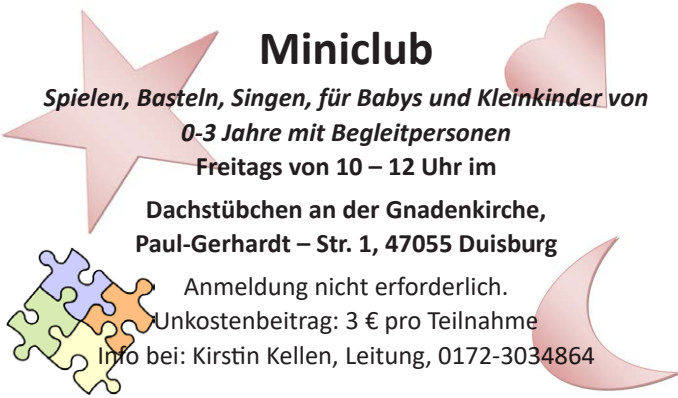 Miniclub
Spielen, Basteln, Singen, für Babys und Kleinkinder von
0-3 Jahre mit Begleitpersonen
Freitags von 10 – 12 Uhr im
Dachstübchen an der Gnadenkirche,
Paul-Gerhardt – Str. 1, 47055 Duisburg
Anmeldung nicht erforderlich.
Unkostenbeitrag: 3 € pro Teilnahme
Info bei: Kirstin Kellen, Leitung, 0172-3034864